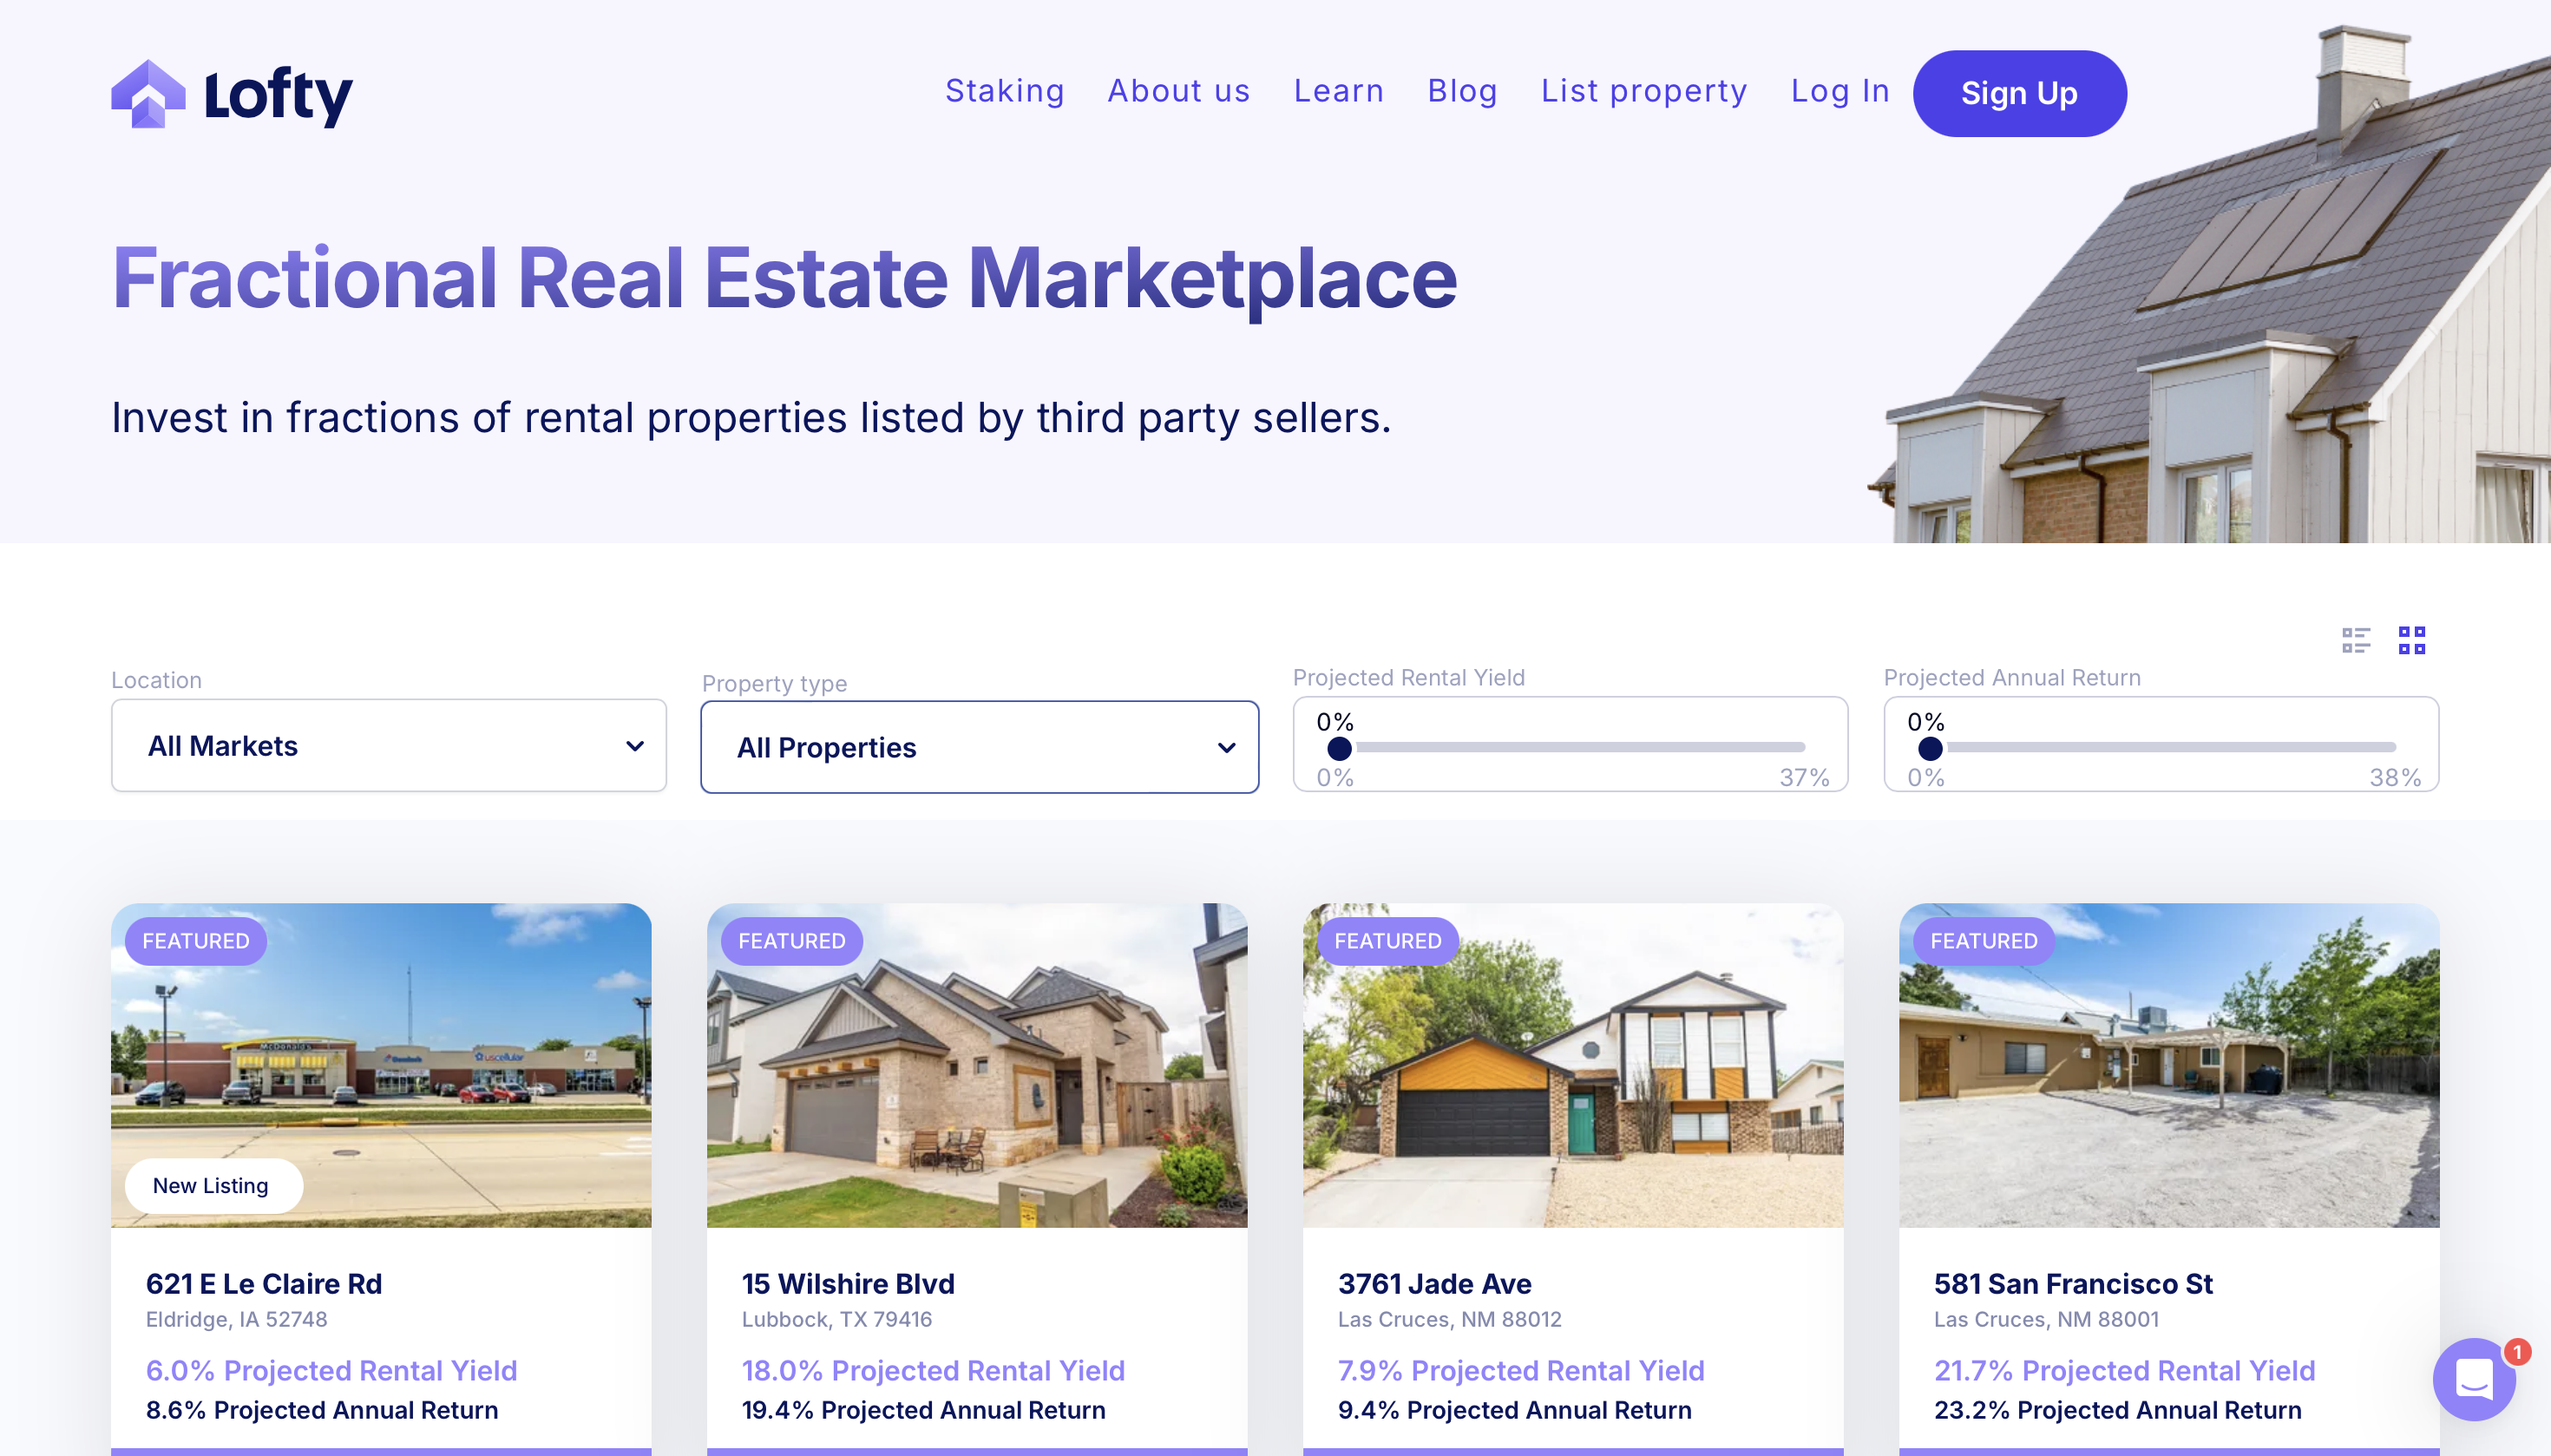 Lofty
Staking About us Learn Blog List property Log In Sign Up
Fractional Real Estate Marketplace
Invest in fractions of rental properties listed by third party sellers.
Location
All Markets
Property type
All Properties
Projected Rental Yield
0%
0% 37%
Projected Annual Return
0%
0% 38%
FEATURED
McDonald's
uscellular
New Listing
621 E Le Claire Rd
Eldridge, IA 52748
6.0% Projected Rental Yield
8.6% Projected Annual Return
FEATURED
15 Wilshire Blvd
Lubbock, TX 79416
18.0% Projected Rental Yield
19.4% Projected Annual Return
FEATURED
3761 Jade Ave
Las Cruces, NM 88012
7.9% Projected Rental Yield
9.4% Projected Annual Return
FEATURED
581 San Francisco St
Las Cruces, NM 88001
21.7% Projected Rental Yield
23.2% Projected Annual Return
1